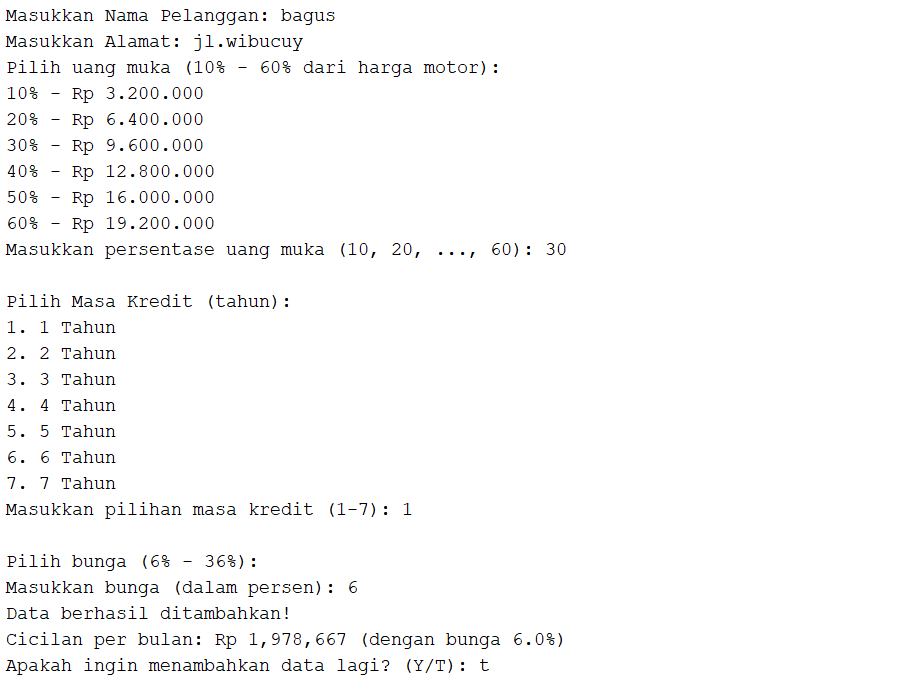 Masukkan Nama Pelanggan: bagus
Masukkan Alamat: jl.wibucuy
Pilih uang muka (10% - 60% dari harga motor):
10% - Rp 3.200.000
20% - Rp 6.400.000
30% - Rp 9.600.000
40% - Rp 12.800.000
50% - Rp 16.000.000
60% - Rp 19.200.000
Masukkan persentase uang muka (10, 20, ..., 60): 30
Pilih Masa Kredit (tahun):
1. 1 Tahun
2. 2 Tahun
3. 3 Tahun
4. 4 Tahun
5. 5 Tahun
6. 6 Tahun
7. 7 Tahun
Masukkan pilihan masa kredit (1-7): 1
Pilih bunga (6% - 36%):
Masukkan bunga (dalam persen): 6
Data berhasil ditambahkan!
Cicilan per bulan: Rp 1,978,667 (dengan bunga 6.0%)
Apakah ingin menambahkan data lagi? (Y/T): t